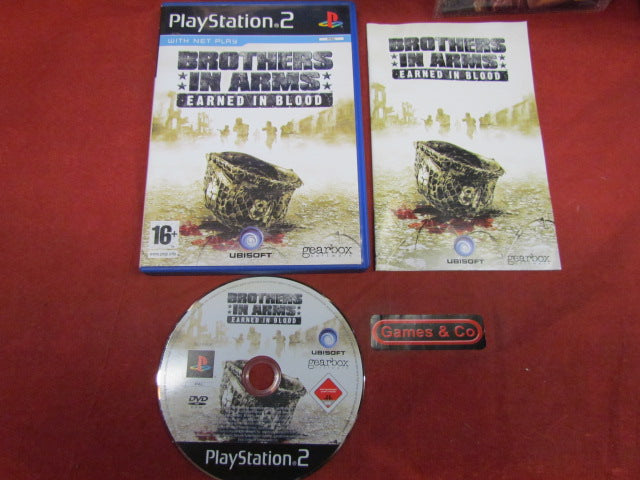 PlayStation®2
WITH NET PLAY
BROTHERS
IN ARMS
EARNED IN BLOOD
16+
UBISOFT
gearbox
BROTHERS
IN ARMS
EARNED IN BLOOD
UBISOFT
gearbox
BROTHERS
IN ARMS
EARNED IN BLOOD
UBISOFT
gearbox
PAL
DVD
PlayStation®2
Games & Co